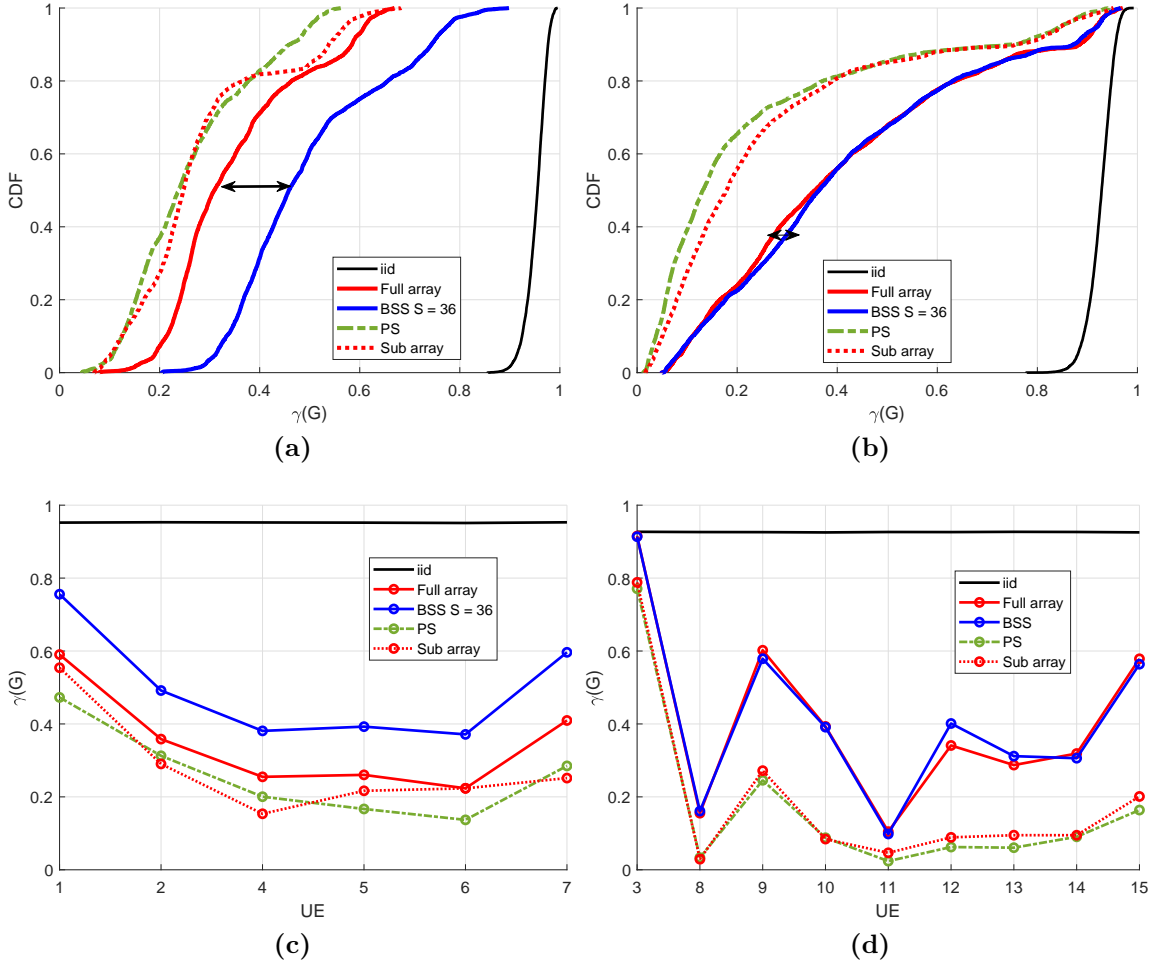 1
0.8
0.6
0.4
0.2
0
CDF
0 0.2 0.4 0.6 0.8 1
γ(G)
iid
Full array
BSS S = 36
PS
Sub array
(a)
1
0.8
0.6
0.4
0.2
0
CDF
0 0.2 0.4 0.6 0.8 1
γ(G)
iid
Full array
BSS S = 36
PS
Sub array
(b)
1
0.8
0.6
0.4
0.2
0
γ(G)
1 2 4 5 6 7
UE
iid
Full array
BSS S = 36
PS
Sub array
(c)
1
0.8
0.6
0.4
0.2
0
γ(G)
3 8 9 10 11 12 13 14 15
UE
iid
Full array
BSS
PS
Sub array
(d)